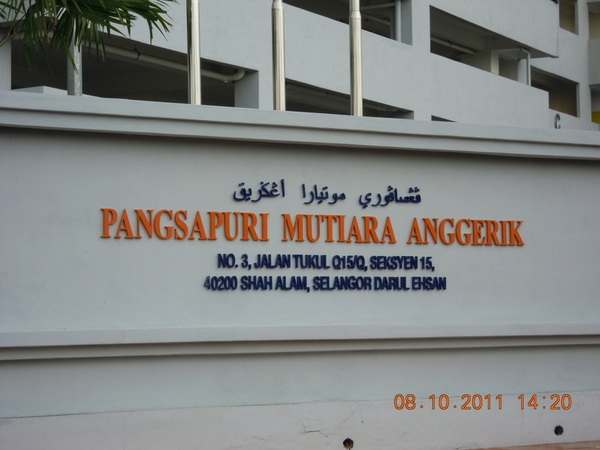 ڤڠساڤوري موتيارا اڠݢريق
PANGSAPURI MUTIARA ANGGERIK
NO. 3, JALAN TUKUL Q15/Q, SEKSYEN 15,
40200 SHAH ALAM, SELANGOR DARUL EHSAN
C
08.10.2011 14:20